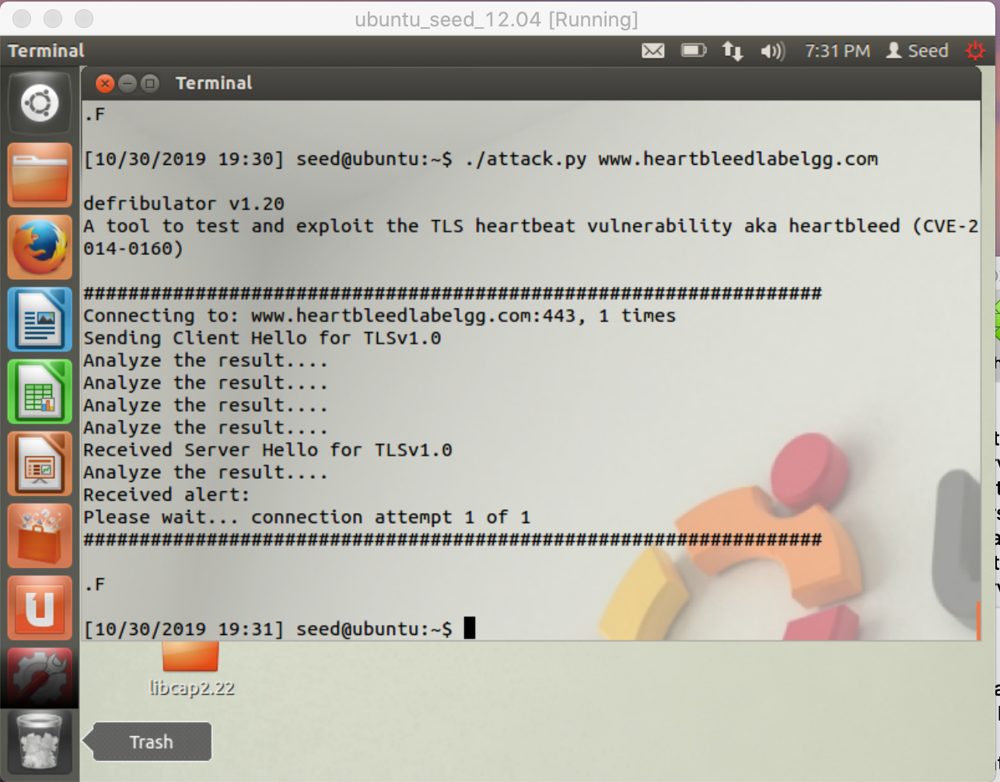 ubuntu_seed_12.04 [Running]
Terminal
7:31 PM Seed
Terminal
.F
[10/30/2019 19:30] seed@ubuntu:~$ ./attack.py www.heartbleedlabelgg.com
defribulator v1.20
A tool to test and exploit the TLS heartbeat vulnerability aka heartbleed (CVE-2
014-0160)
##################################################################
Connecting to: www.heartbleedlabelgg.com:443, 1 times
Sending Client Hello for TLSv1.0
Analyze the result....
Analyze the result....
Analyze the result....
Analyze the result....
Received Server Hello for TLSv1.0
Analyze the result....
Received alert:
Please wait... connection attempt 1 of 1
##################################################################
.F
[10/30/2019 19:31] seed@ubuntu:~$
libcap2.22
Trash